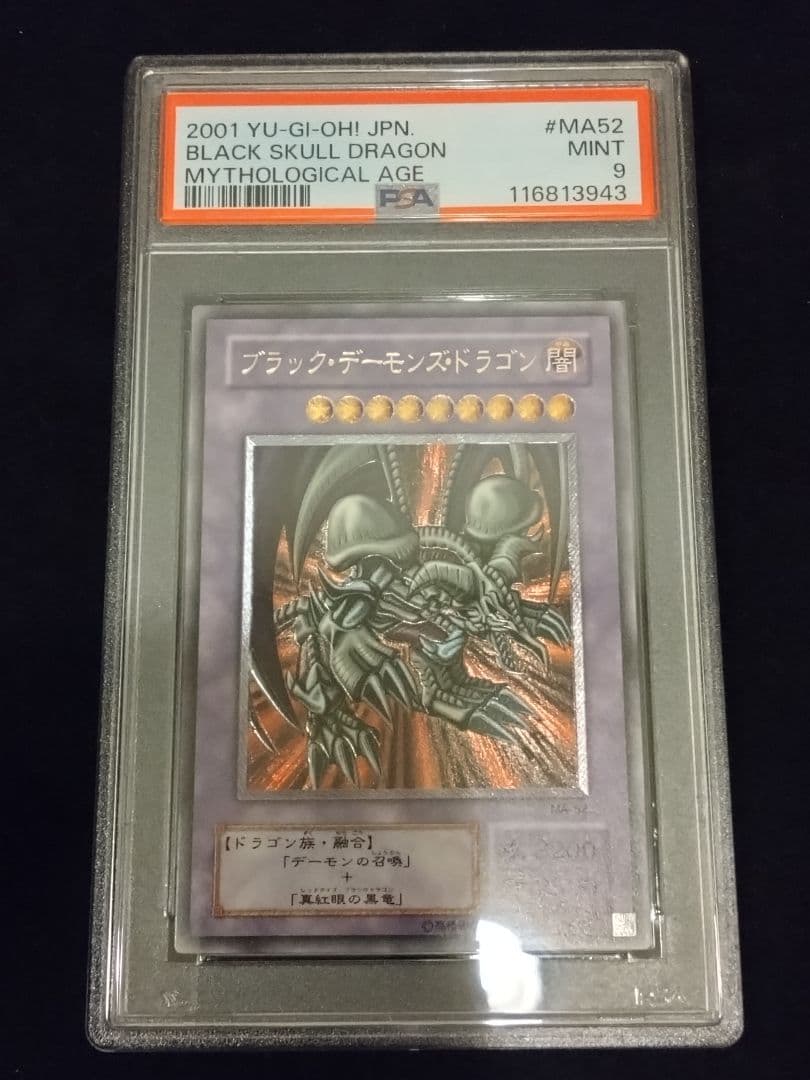 2001 YU-GI-OH! JPN. #MA52
BLACK SKULL DRAGON MINT
MYTHOLOGICAL AGE 9
PSA 116813943
ブラック・デーモンズ・ドラゴン 闇
【ドラゴン族・融合】
「デーモンの召喚」
+
「真紅眼の黒竜」